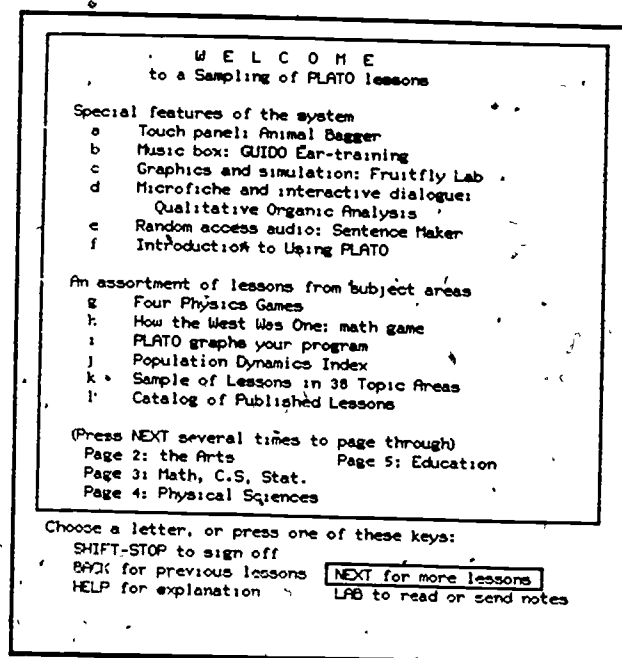 W E L C O M E
to a Sampling of PLATO lessons
Special features of the system
a Touch panel: Animal Bagger
b Music box: GUIDO Ear-training
c Graphics and simulation: Fruitfly Lab
d Microfiche and interactive dialogue:
Qualitative Organic Analysis
e Random access audio: Sentence Maker
f Introduction to Using PLATO
An assortment of lessons from subject areas
g Four Physics Games
h How the West Was One: math game
i PLATO graphs your program
j Population Dynamics Index
k Sample of Lessons in 38 Topic Areas
l Catalog of Published Lessons
(Press NEXT several times to page through)
Page 2: the Arts Page 5: Education
Page 3: Math, C.S, Stat.
Page 4: Physical Sciences
Choose a letter, or press one of these keys:
SHIFT-STOP to sign off
BACK for previous lessons NEXT for more lessons
HELP for explanation LAB to read or send notes